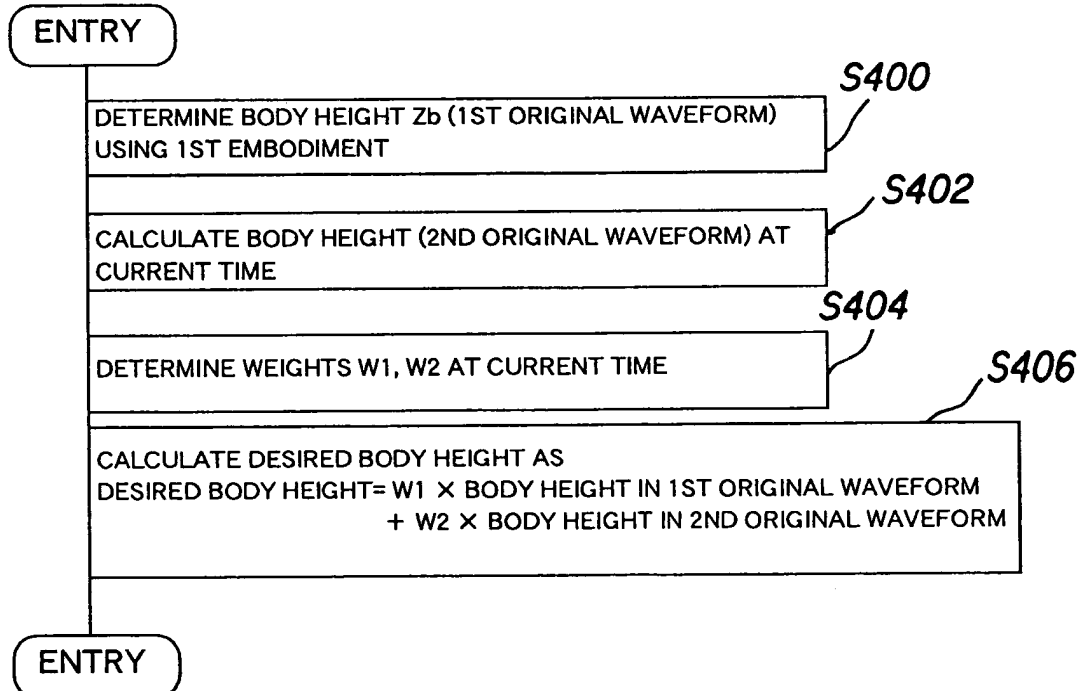 ENTRY
S400
DETERMINE BODY HEIGHT Zb (1ST ORIGINAL WAVEFORM)
USING 1ST EMBODIMENT
S402
CALCULATE BODY HEIGHT (2ND ORIGINAL WAVEFORM) AT
CURRENT TIME
S404
DETERMINE WEIGHTS W1, W2 AT CURRENT TIME
S406
CALCULATE DESIRED BODY HEIGHT AS
DESIRED BODY HEIGHT= W1 × BODY HEIGHT IN 1ST ORIGINAL WAVEFORM
+ W2 × BODY HEIGHT IN 2ND ORIGINAL WAVEFORM
ENTRY